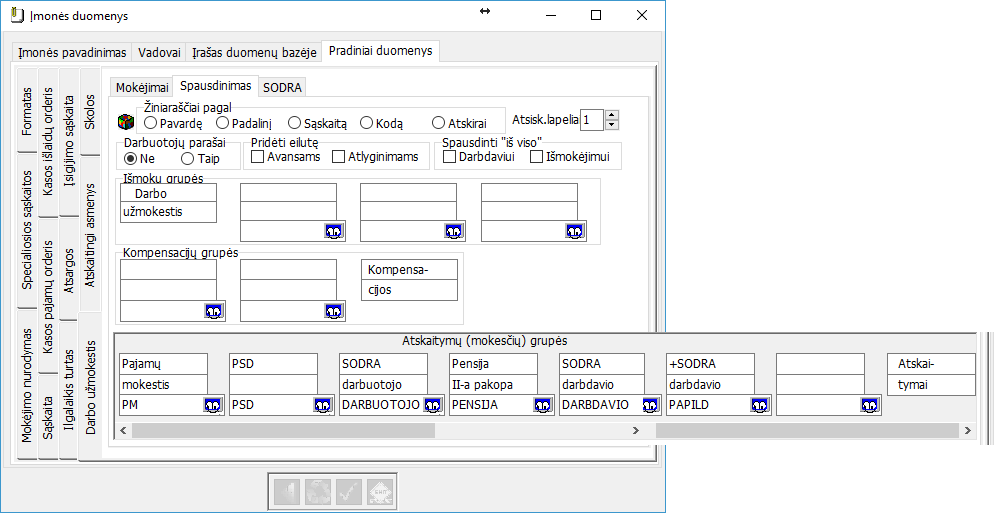 Įmonės duomenys
Įmonės pavadinimas Vadovai Įrašas duomenų bazėje Pradiniai duomenys
Formatas
Specialiosios sąskaitos
Mokėjimo nurodymas
Kasos išlaidų orderis
Kasos pajamų orderis
Sąskaita
Įsigijimo sąskaita
Atsargos
Ilgalaikis turtas
Skolos
Atskaitingi asmenys
Darbo užmokestis
Mokėjimai Spausdinimas SODRA
Žiniaraščiai pagal
Pavardę Padalinį Sąskaitą Kodą Atskirai
Atsisk.lapelia 1
Darbuotojų parašai
Ne Taip
Pridėti eilutę
Avansams Atlyginimams
Spausdinti "iš viso"
Darbdaviui Išmokėjimui
Išmokų grupės
Darbo
užmokestis
Kompensacijų grupės
Kompensa-
cijos
Atskaitymų (mokesčių) grupės
Pajamų PSD SODRA Pensija SODRA +SODRA Atskai-
mokestis darbuotojo II-a pakopa darbdavio darbdavio tymai
PM PSD DARBUOTOJO PENSIJA DARBDAVIO PAPILD